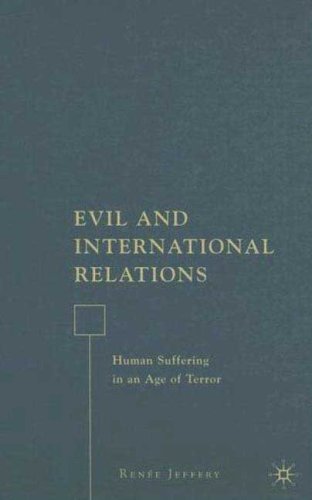 EVIL AND
INTERNATIONAL
RELATIONS
Human Suffering
in an Age of Terror
RENÉE JEFFERY